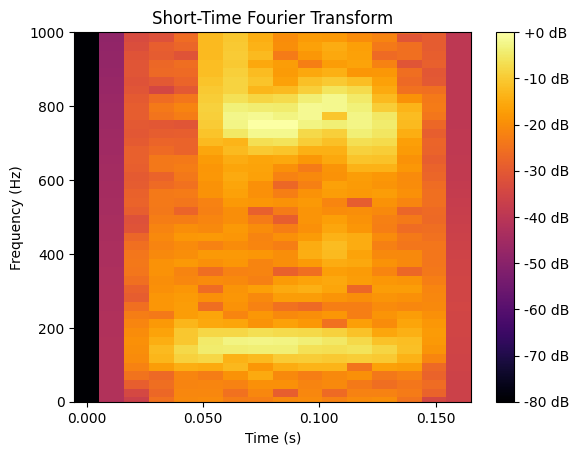 Short-Time Fourier Transform
1000
800
600
400
200
0
Frequency (Hz)
0.000
0.050
0.100
0.150
Time (s)
+0 dB
-10 dB
-20 dB
-30 dB
-40 dB
-50 dB
-60 dB
-70 dB
-80 dB